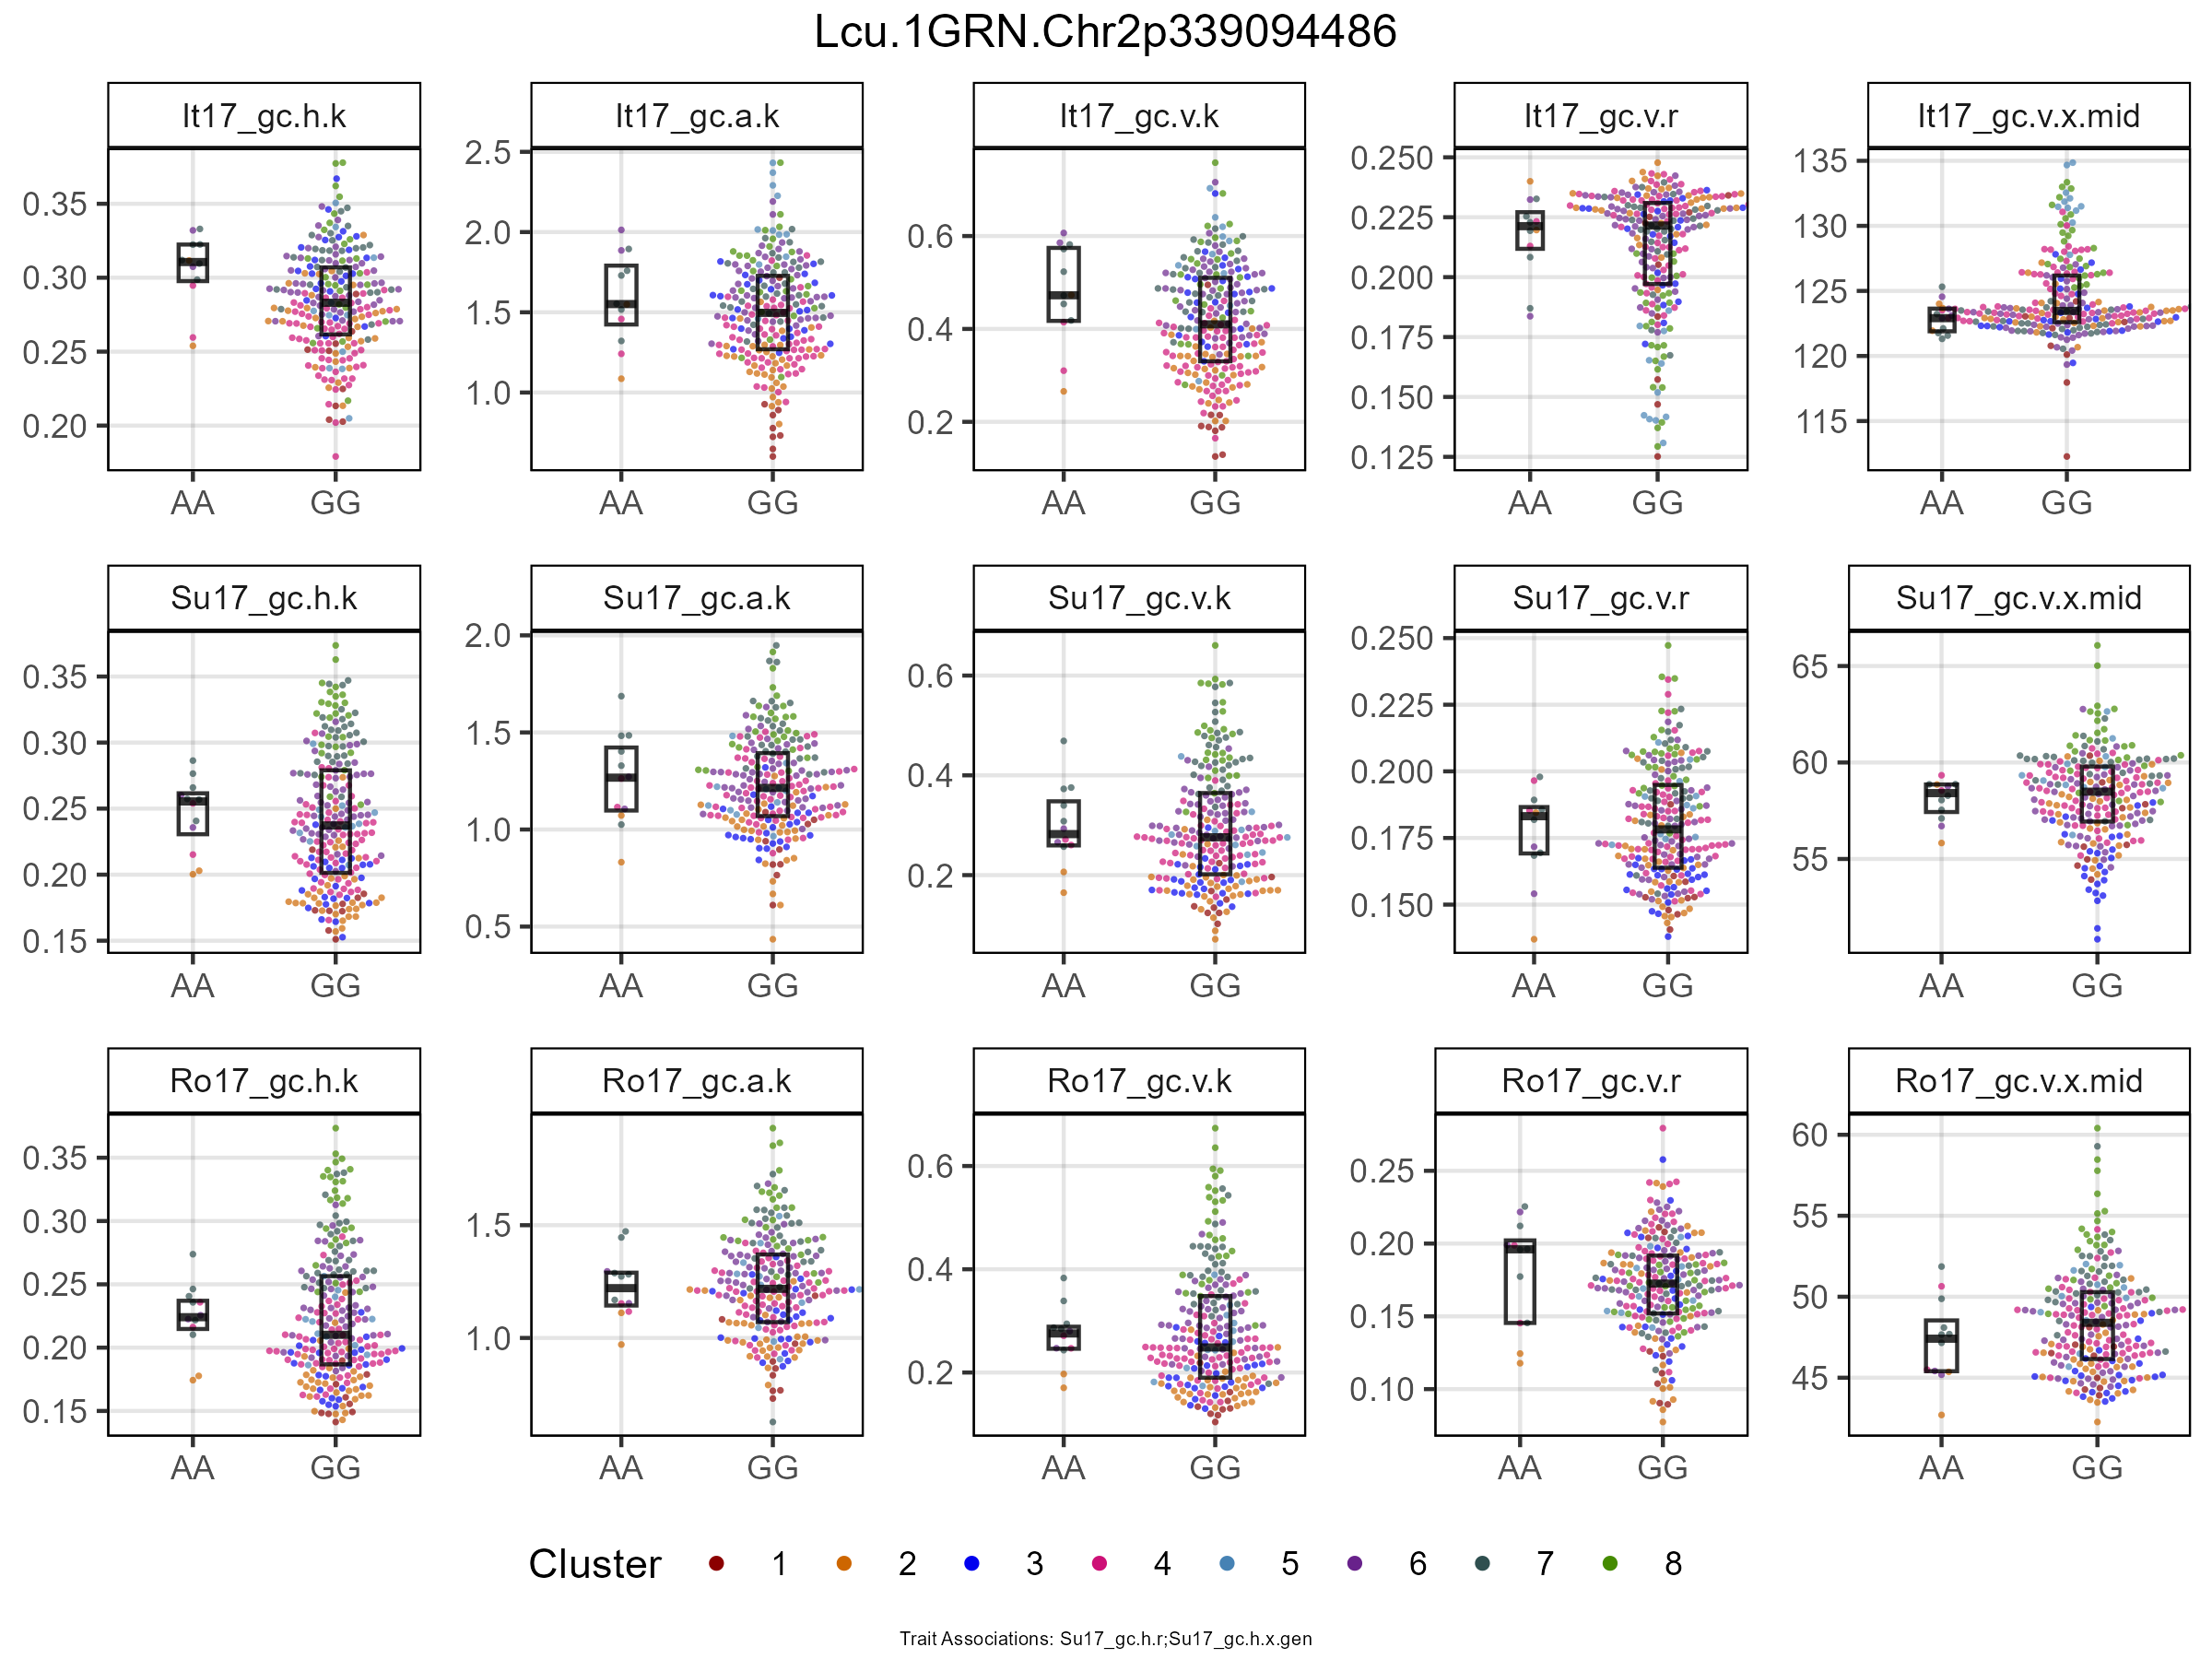 Lcu.1GRN.Chr2p339094486
It17_gc.h.k It17_gc.a.k It17_gc.v.k It17_gc.v.r It17_gc.v.x.mid
0.35 0.30 0.25 0.20
2.5 2.0 1.5 1.0
0.6 0.4 0.2
0.250 0.225 0.200 0.175 0.150 0.125
135 130 125 120 115
AA GG AA GG AA GG AA GG AA GG
Su17_gc.h.k Su17_gc.a.k Su17_gc.v.k Su17_gc.v.r Su17_gc.v.x.mid
0.35 0.30 0.25 0.20 0.15
2.0 1.5 1.0 0.5
0.6 0.4 0.2
0.250 0.225 0.200 0.175 0.150
65 60 55
AA GG AA GG AA GG AA GG AA GG
Ro17_gc.h.k Ro17_gc.a.k Ro17_gc.v.k Ro17_gc.v.r Ro17_gc.v.x.mid
0.35 0.30 0.25 0.20 0.15
1.5 1.0
0.6 0.4 0.2
0.25 0.20 0.15 0.10
60 55 50 45
AA GG AA GG AA GG AA GG AA GG
Cluster 1 2 3 4 5 6 7 8
Trait Associations: Su17_gc.h.r;Su17_gc.h.x.gen